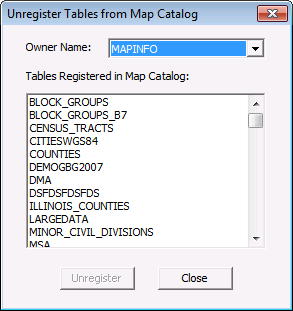 Unregister Tables from Map Catalog
Owner Name: MAPINFO
Tables Registered in Map Catalog:
BLOCK_GROUPS
BLOCK_GROUPS_B7
CENSUS_TRACTS
CITIESWGS84
COUNTIES
DEMOGBG2007
DMA
DSFDSFDSFDS
ILLINOIS_COUNTIES
LARGEDATA
MINOR_CIVIL_DIVISIONS
MSA
Unregister Close